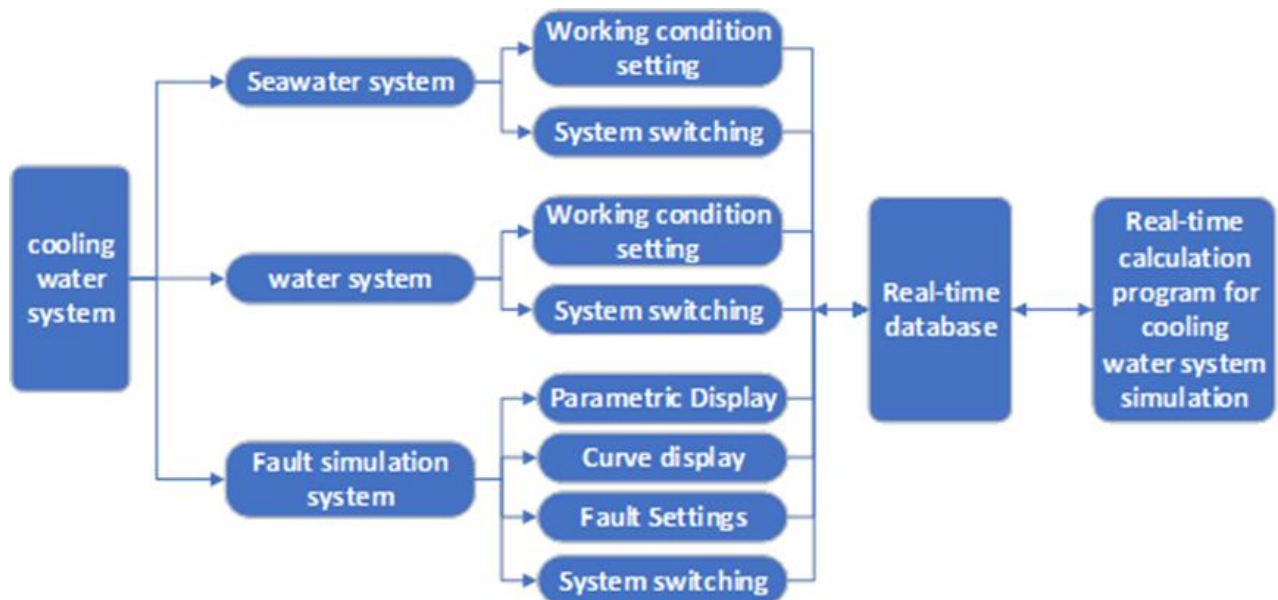 cooling
water
system
Seawater system
water system
Fault simulation
system
Working condition
setting
System switching
Working condition
setting
System switching
Parametric Display
Curve display
Fault Settings
System switching
Real-time
database
Real-time
calculation
program for
cooling
water system
simulation